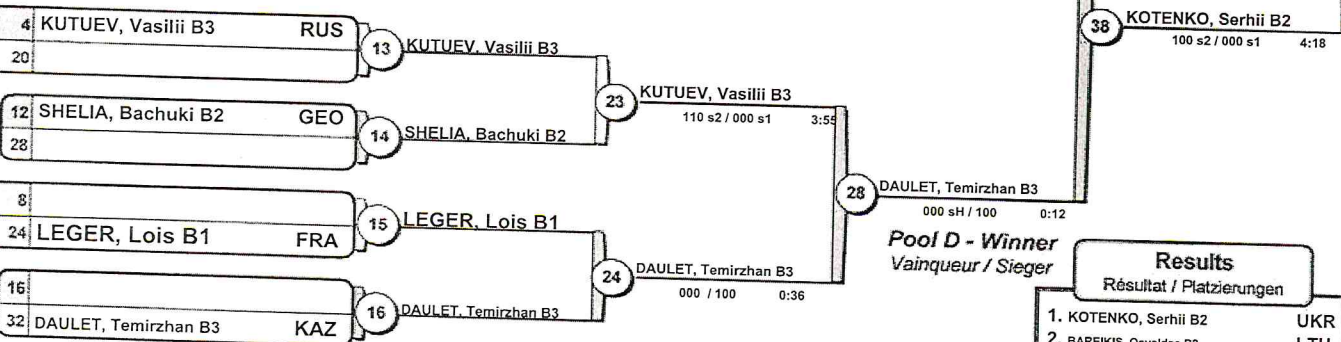 4 KUTUEV, Vasilii B3 RUS
20
13 KUTUEV, Vasilii B3
12 SHELIA, Bachuki B2 GEO
28
14 SHELIA, Bachuki B2
23 KUTUEV, Vasilii B3
110 s2 / 000 s1 3:55
8
24 LEGER, Lois B1 FRA
15 LEGER, Lois B1
16
32 DAULET, Temirzhan B3 KAZ
16 DAULET, Temirzhan B3
24 DAULET, Temirzhan B3
000 / 100 0:36
28 DAULET, Temirzhan B3
000 sH / 100 0:12
Pool D - Winner
Vainqueur / Sieger
38 KOTENKO, Serhii B2
100 s2 / 000 s1 4:18
Results
Résultat / Platzierungen
1. KOTENKO, Serhii B2 UKR
2. BAREIKIS, Osvaldas